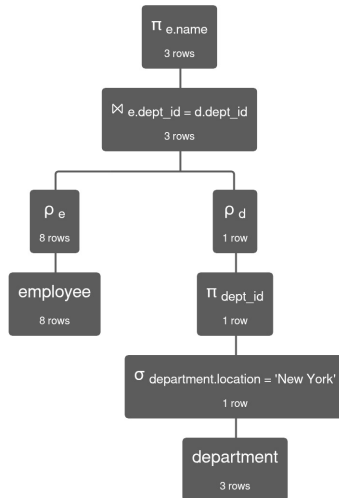 π e.name
3 rows
⋈ e.dept_id = d.dept_id
3 rows
ρ e
8 rows
ρ d
1 row
employee
8 rows
π dept_id
1 row
σ department.location = 'New York'
1 row
department
3 rows